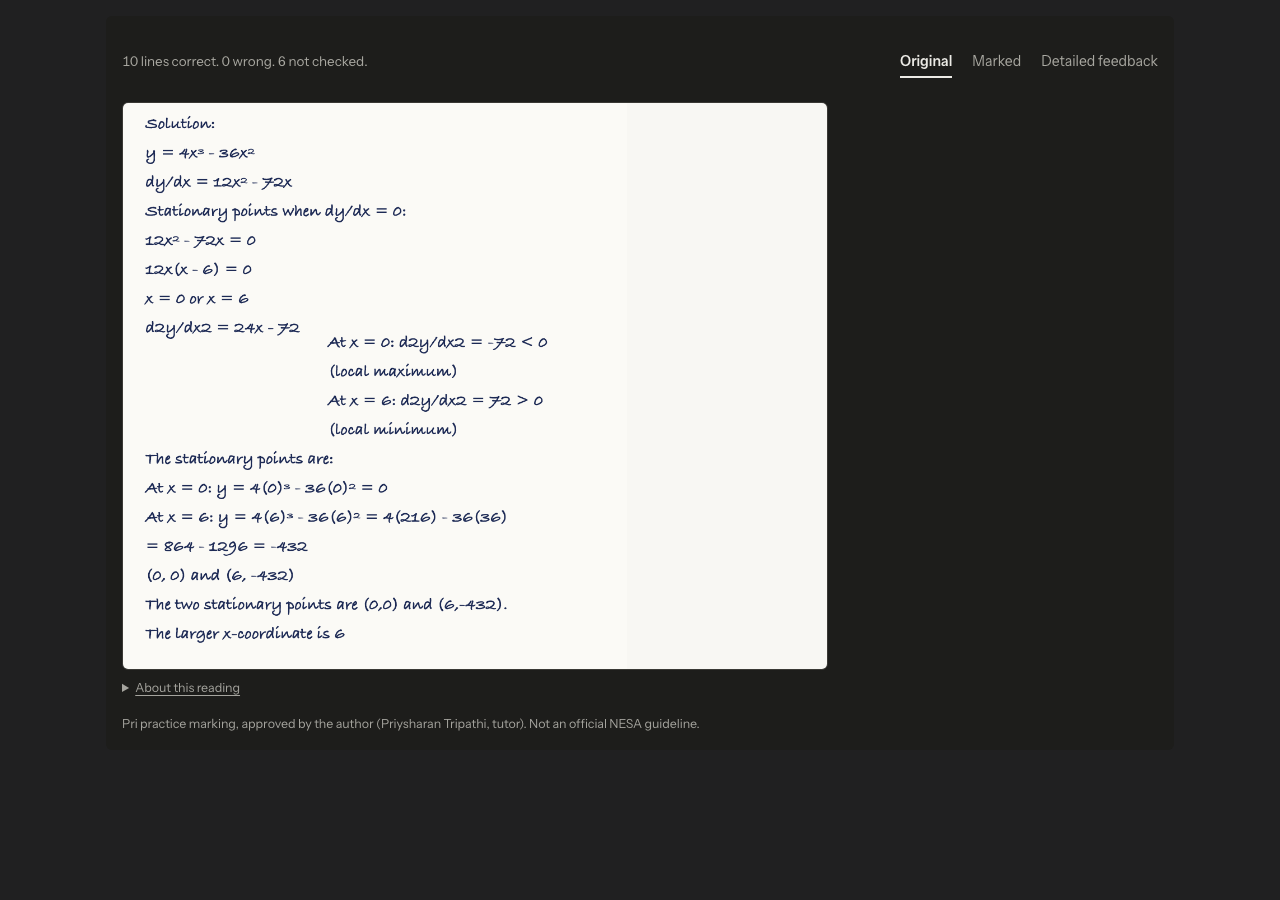 10 lines correct. 0 wrong. 6 not checked.
Original Marked Detailed feedback
Solution:
y = 4x³ - 36x²
dy/dx = 12x² - 72x
Stationary points when dy/dx = 0:
12x² - 72x = 0
12x(x - 6) = 0
x = 0 or x = 6
d2y/dx2 = 24x - 72
At x = 0: d2y/dx2 = -72 < 0
(local maximum)
At x = 6: d2y/dx2 = 72 > 0
(local minimum)
The stationary points are:
At x = 0: y = 4(0)³ - 36(0)² = 0
At x = 6: y = 4(6)³ - 36(6)² = 4(216) - 36(36)
= 864 - 1296 = -432
(0, 0) and (6, -432)
The two stationary points are (0,0) and (6,-432).
The larger x-coordinate is 6
About this reading
Pri practice marking, approved by the author (Priysharan Tripathi, tutor). Not an official NESA guideline.